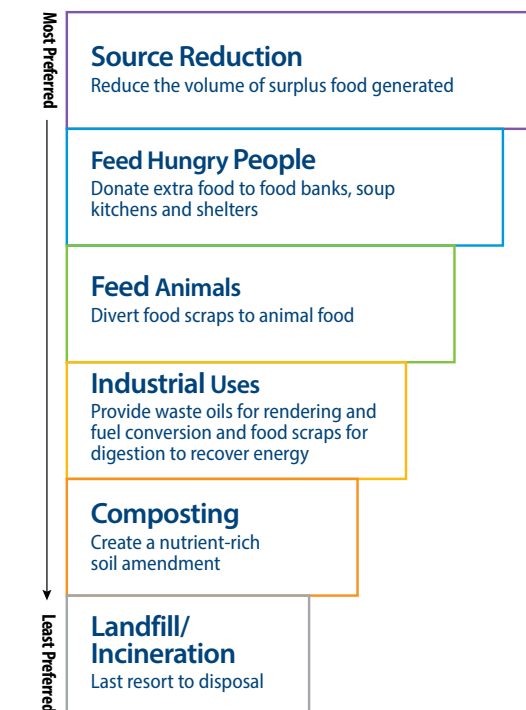 Most Preferred
Source Reduction
Reduce the volume of surplus food generated
Feed Hungry People
Donate extra food to food banks, soup
kitchens and shelters
Feed Animals
Divert food scraps to animal food
Industrial Uses
Provide waste oils for rendering and
fuel conversion and food scraps for
digestion to recover energy
Composting
Create a nutrient-rich
soil amendment
Landfill/
Incineration
Last resort to disposal
Least Preferred